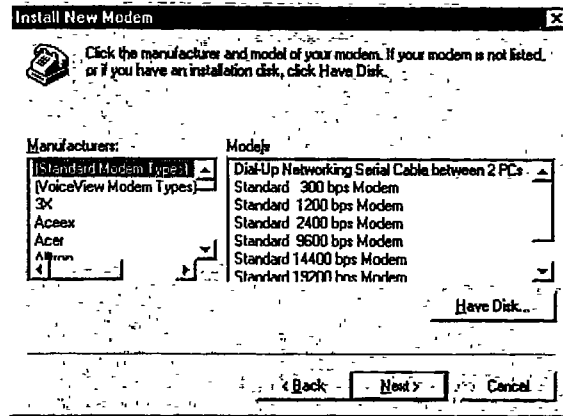 Install New Modem
Click the manufacturer and model of your modem. If your modem is not listed,
or if you have an installation disk, click Have Disk.
Manufacturers:
Models
(Standard Modem Types)
(VoiceView Modem Types)
3X
Aceex
Acer
Dial-Up Networking Serial Cable between 2 PCs
Standard 300 bps Modem
Standard 1200 bps Modem
Standard 2400 bps Modem
Standard 9600 bps Modem
Standard 14400 bps Modem
Standard 19200 bps Modem
Have Disk...
< Back
Next >
Cancel